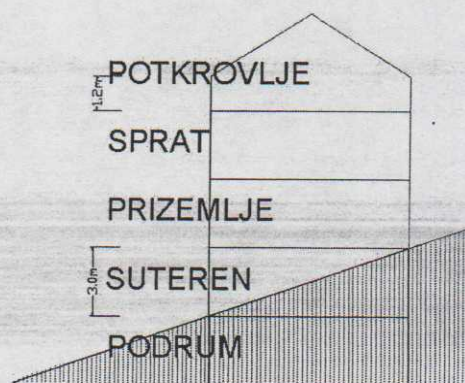 POTKROVLJE
1.2m
SPRAT
PRIZEMLJE
3.0m
SUTEREN
PODRUM